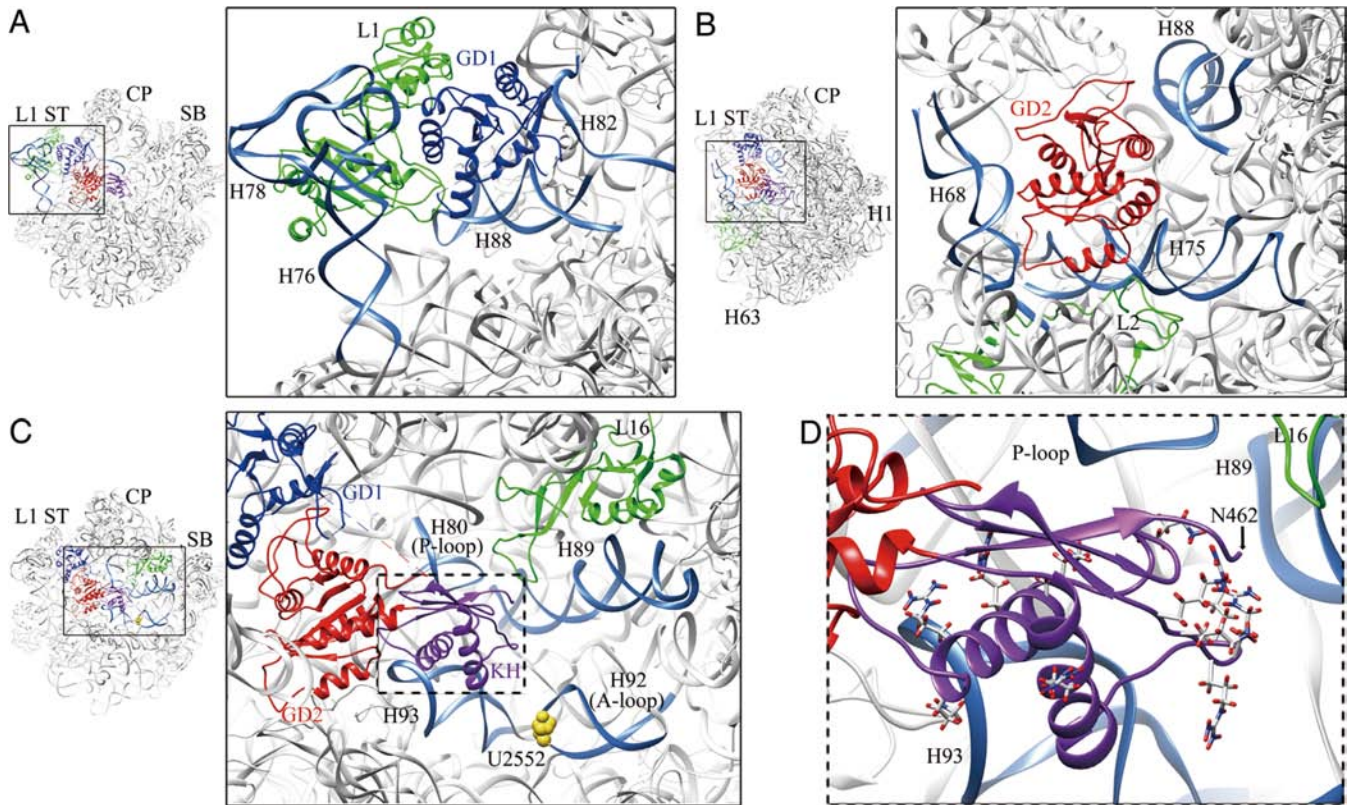 A
L1 ST
CP
SB
L1
GD1
H82
H78
H88
H76
B
L1 ST
CP
H1
H63
H88
GD2
H68
H75
L2
C
L1 ST
CP
SB
L16
GD1
H80
(P-loop)
H89
KH
H92
(A-loop)
H93
GD2
U2552
D
P-loop
L16
H89
N462
H93